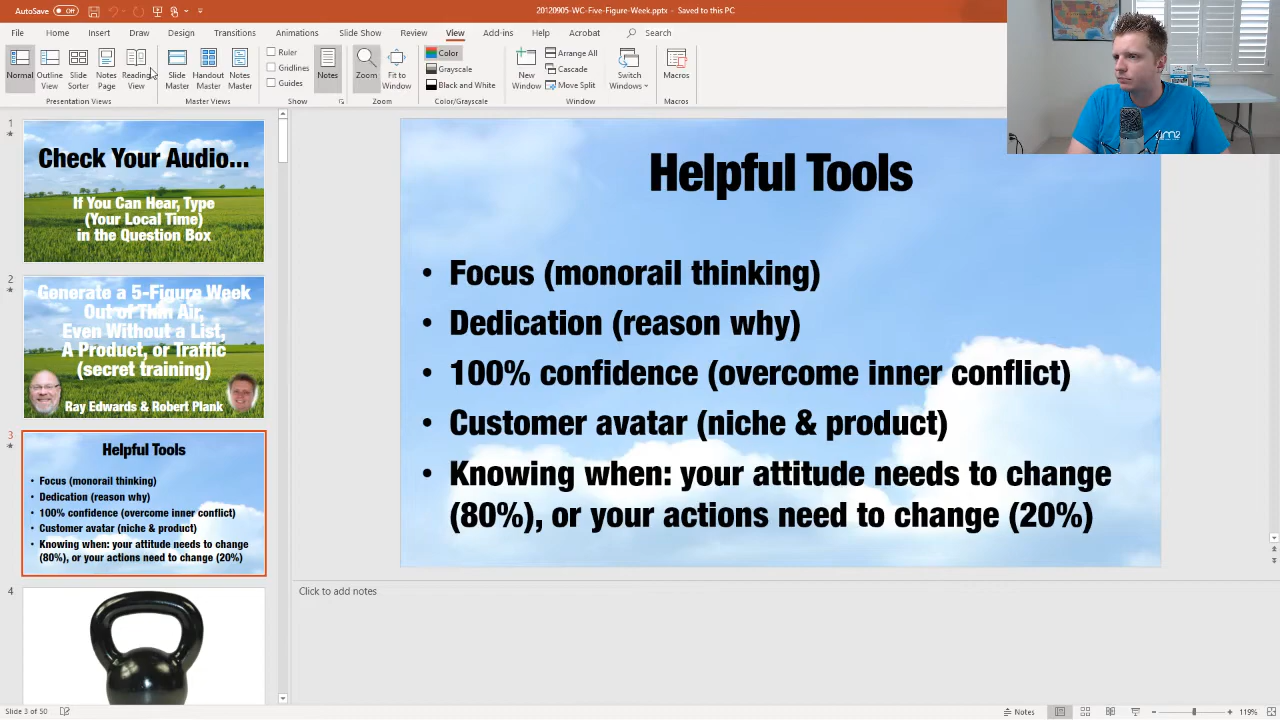 AutoSave Off
20120905-WC-Five-Figure-Week.pptx - Saved to this PC
File Home Insert Draw Design Transitions Animations Slide Show Review View Add-ins Help Acrobat Search
Normal
Outline View
Slide Sorter
Notes Page
Reading View
Presentation Views
Slide Master
Handout Master
Notes Master
Master Views
Ruler
Gridlines
Guides
Show
Notes
Zoom
Fit to Window
Zoom
Color
Grayscale
Black and White
Color/Grayscale
New Window
Arrange All
Cascade
Move Split
Switch Windows
Window
Macros
Macros
1
Check Your Audio...
If You Can Hear, Type
(Your Local Time)
in the Question Box
2
Generate a 5-Figure Week
Out of Thin Air,
Even Without a List,
A Product, or Traffic
(secret training)
Ray Edwards & Robert Plank
3
Helpful Tools
• Focus (monorail thinking)
• Dedication (reason why)
• 100% confidence (overcome inner conflict)
• Customer avatar (niche & product)
• Knowing when: your attitude needs to change
(80%), or your actions need to change (20%)
4
Helpful Tools
• Focus (monorail thinking)
• Dedication (reason why)
• 100% confidence (overcome inner conflict)
• Customer avatar (niche & product)
• Knowing when: your attitude needs to change
(80%), or your actions need to change (20%)
Click to add notes
Slide 3 of 50
Notes
119%